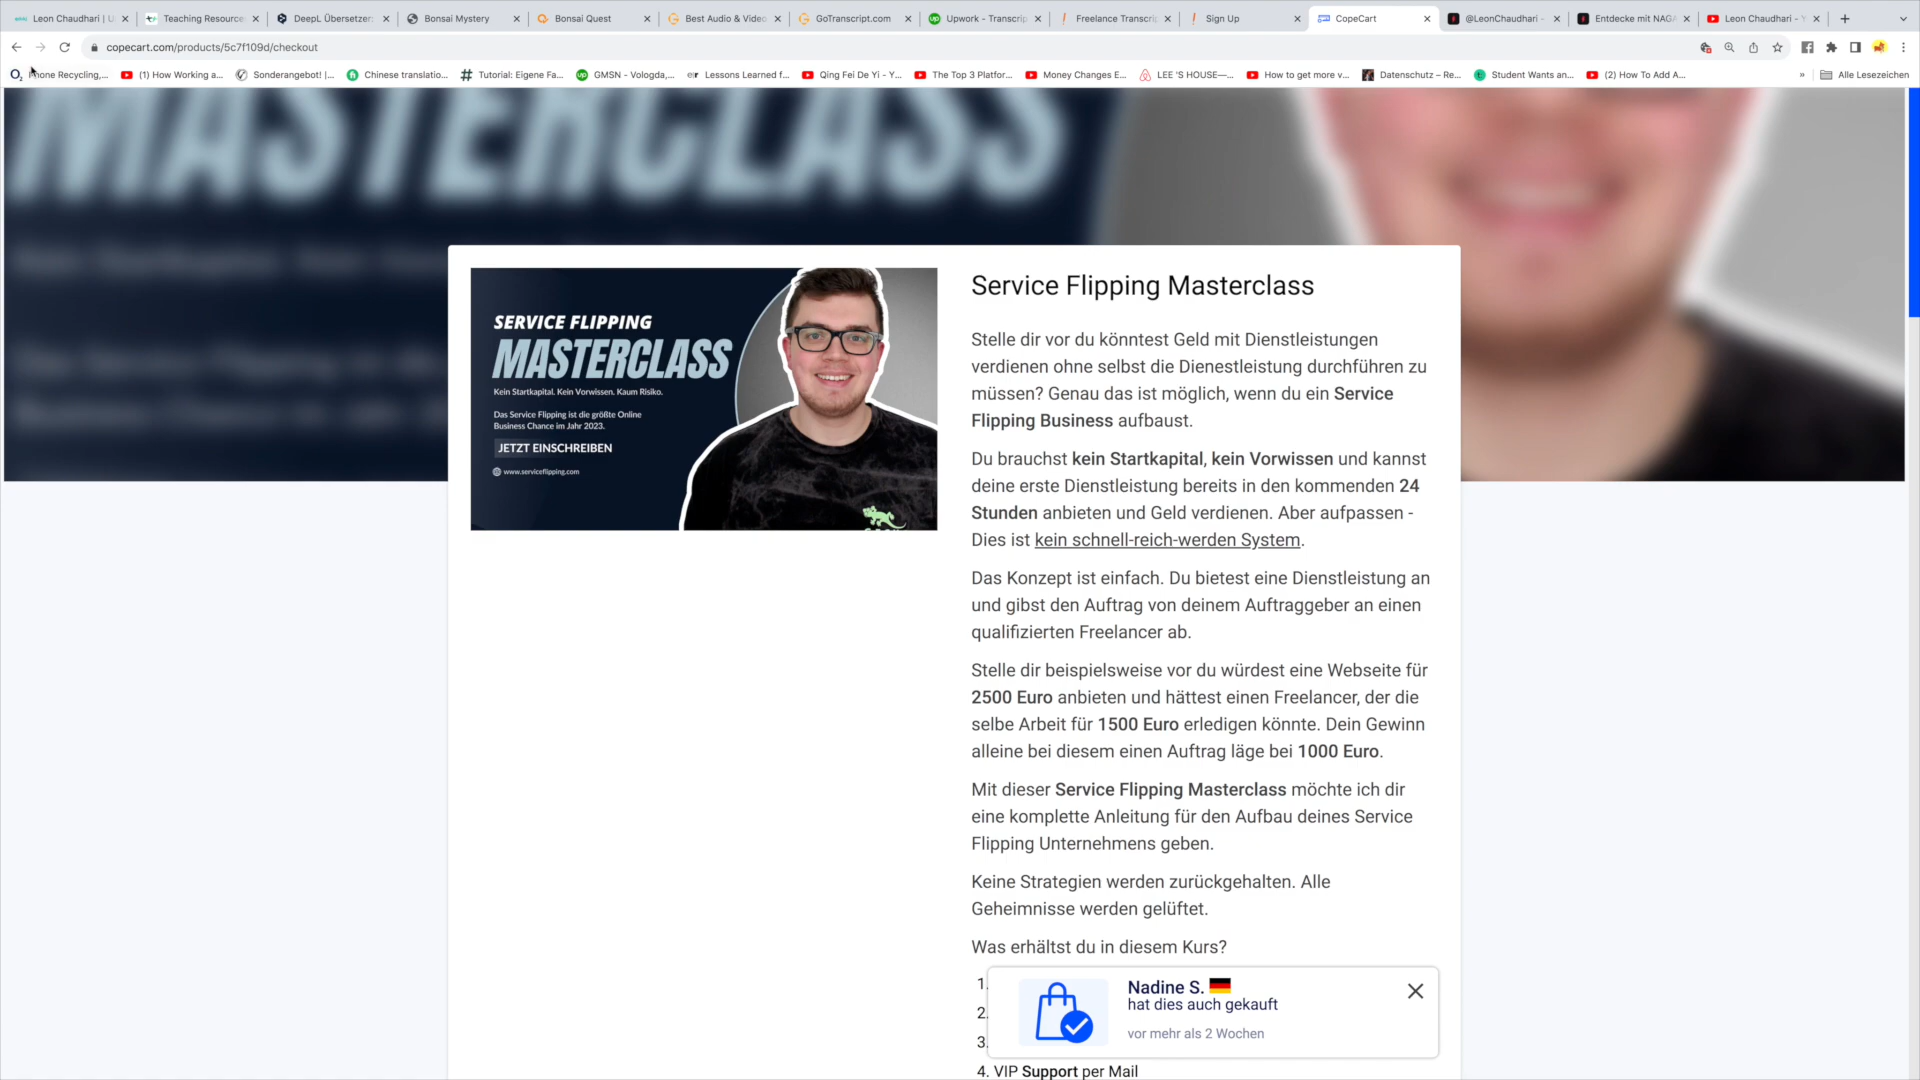 Leon Chaudhari | U
Teaching Resource
DeepL Übersetzer:
Bonsai Mystery
Bonsai Quest
Best Audio & Video
GoTranscript.com
Upwork - Transcrip
Freelance Transcrip
Sign Up
CopeCart
@LeonChaudhari -
Entdecke mit NAGA
Leon Chaudhari - Y
copecart.com/products/5c7f109d/checkout
Phone Recycling,...
(1) How Working a...
Sonderangebot! |...
Chinese translatio...
Tutorial: Eigene Fa...
GMSN - Vologda,...
Lessons Learned f...
Qing Fei De Yi - Y...
The Top 3 Platfor...
Money Changes E...
LEE 'S HOUSE—...
How to get more v...
Datenschutz – Re...
Student Wants an...
(2) How To Add A...
»
Alle Lesezeichen
MASTERCLASS
SERVICE FLIPPING
MASTERCLASS
Kein Startkapital. Kein Vorwissen. Kaum Risiko.
Das Service Flipping ist die größte Online
Business Chance im Jahr 2023.
JETZT EINSCHREIBEN
www.serviceflipping.com
Service Flipping Masterclass
Stelle dir vor du könntest Geld mit Dienstleistungen
verdienen ohne selbst die Dienestleistung durchführen zu
müssen? Genau das ist möglich, wenn du ein Service
Flipping Business aufbaust.
Du brauchst kein Startkapital, kein Vorwissen und kannst
deine erste Dienstleistung bereits in den kommenden 24
Stunden anbieten und Geld verdienen. Aber aufpassen -
Dies ist kein schnell-reich-werden System.
Das Konzept ist einfach. Du bietest eine Dienstleistung an
und gibst den Auftrag von deinem Auftraggeber an einen
qualifizierten Freelancer ab.
Stelle dir beispielsweise vor du würdest eine Webseite für
2500 Euro anbieten und hättest einen Freelancer, der die
selbe Arbeit für 1500 Euro erledigen könnte. Dein Gewinn
alleine bei diesem einen Auftrag läge bei 1000 Euro.
Mit dieser Service Flipping Masterclass möchte ich dir
eine komplette Anleitung für den Aufbau deines Service
Flipping Unternehmens geben.
Keine Strategien werden zurückgehalten. Alle
Geheimnisse werden gelüftet.
Was erhältst du in diesem Kurs?
1.
2.
3.
4. VIP Support per Mail
Nadine S.
hat dies auch gekauft
vor mehr als 2 Wochen